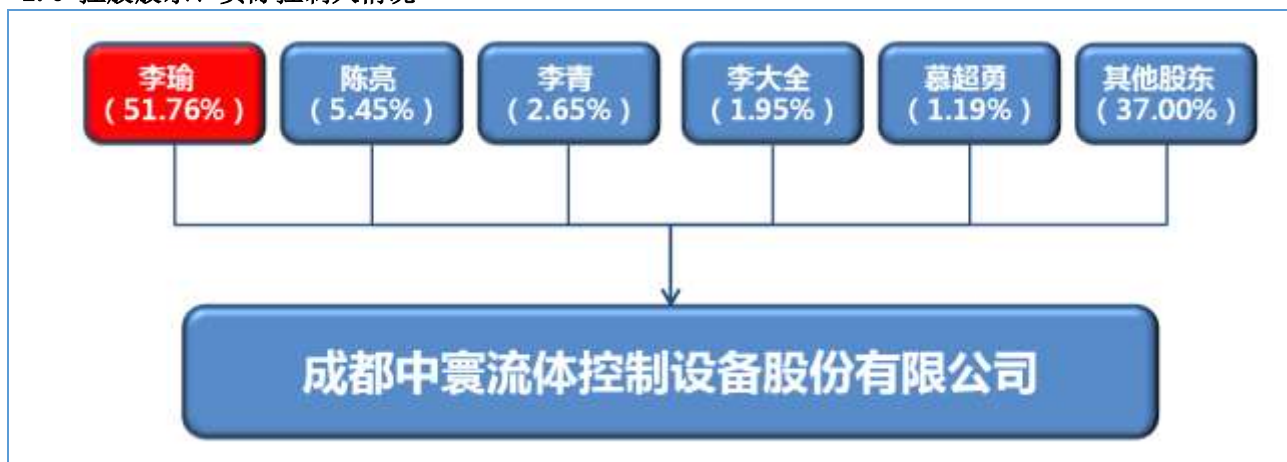 李瑜
（51.76%）
陈亮
（5.45%）
李青
（2.65%）
李大全
（1.95%）
慕超勇
（1.19%）
其他股东
（37.00%）
成都中寰流体控制设备股份有限公司